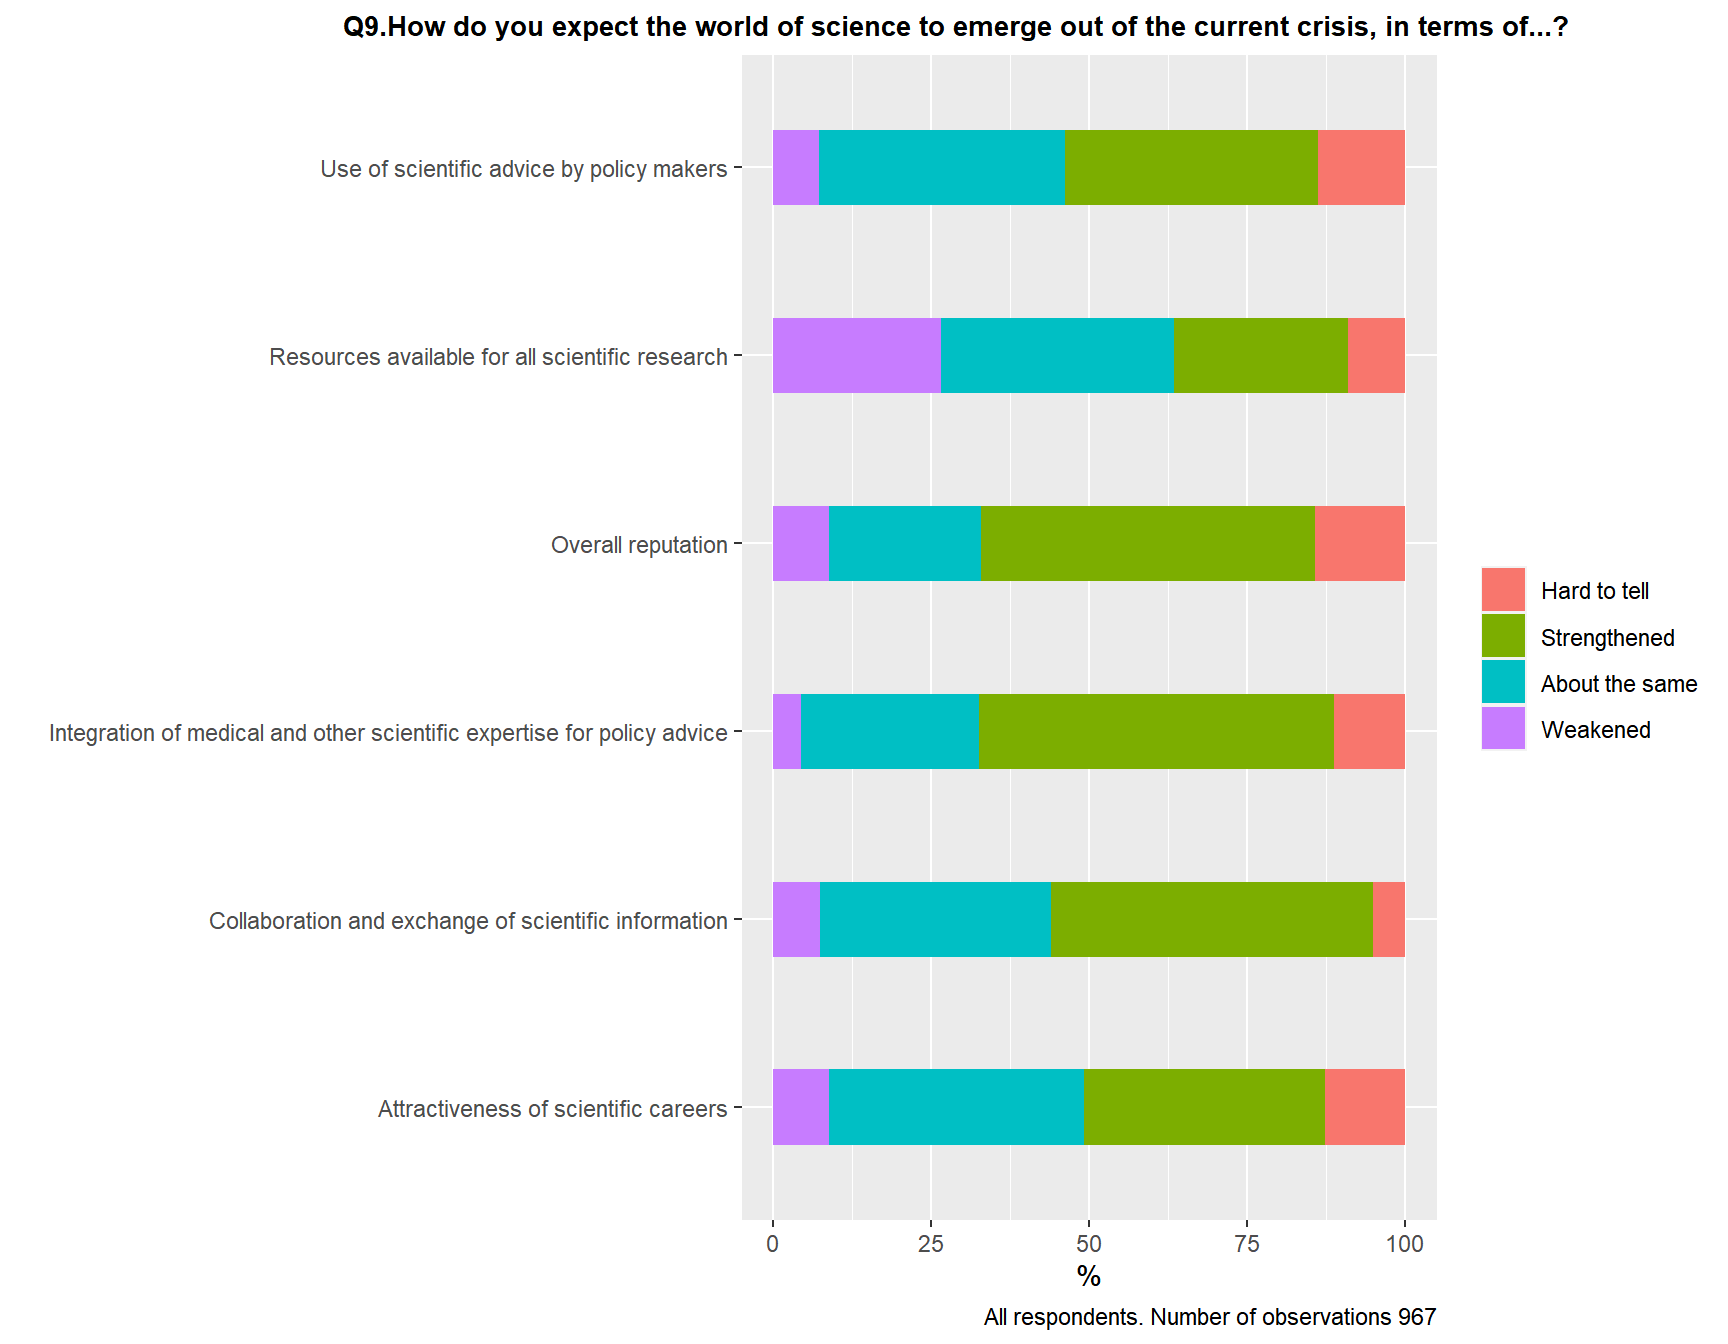 Q9.How do you expect the world of science to emerge out of the current crisis, in terms of...?
Use of scientific advice by policy makers
Resources available for all scientific research
Overall reputation
Integration of medical and other scientific expertise for policy advice
Collaboration and exchange of scientific information
Attractiveness of scientific careers
Hard to tell
Strengthened
About the same
Weakened
0 25 50 75 100
%
All respondents. Number of observations 967